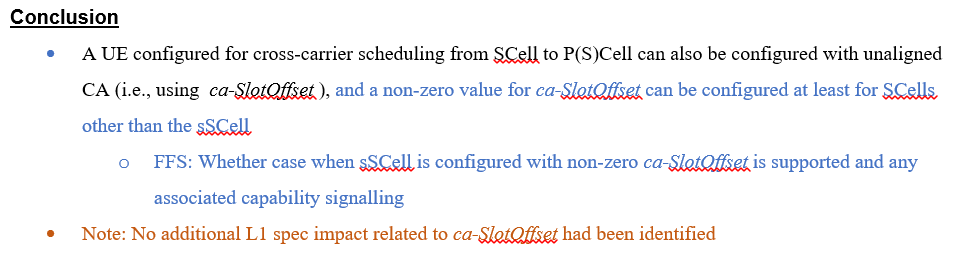 Conclusion
• A UE configured for cross-carrier scheduling from SCell to P(S)Cell can also be configured with unaligned
CA (i.e., using ca-SlotOffset ), and a non-zero value for ca-SlotOffset can be configured at least for SCells
other than the sSCell
o FFS: Whether case when sSCell is configured with non-zero ca-SlotOffset is supported and any
associated capability signalling
• Note: No additional L1 spec impact related to ca-SlotOffset had been identified